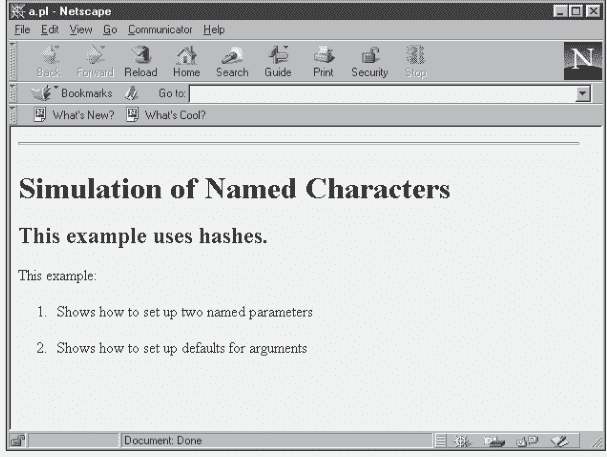 a.pl - Netscape
File Edit View Go Communicator Help
Back Forward Reload Home Search Guide Print Security Stop
N
Bookmarks Go to:
What's New? What's Cool?
Simulation of Named Characters
This example uses hashes.
This example:
1. Shows how to set up two named parameters
2. Shows how to set up defaults for arguments
Document: Done